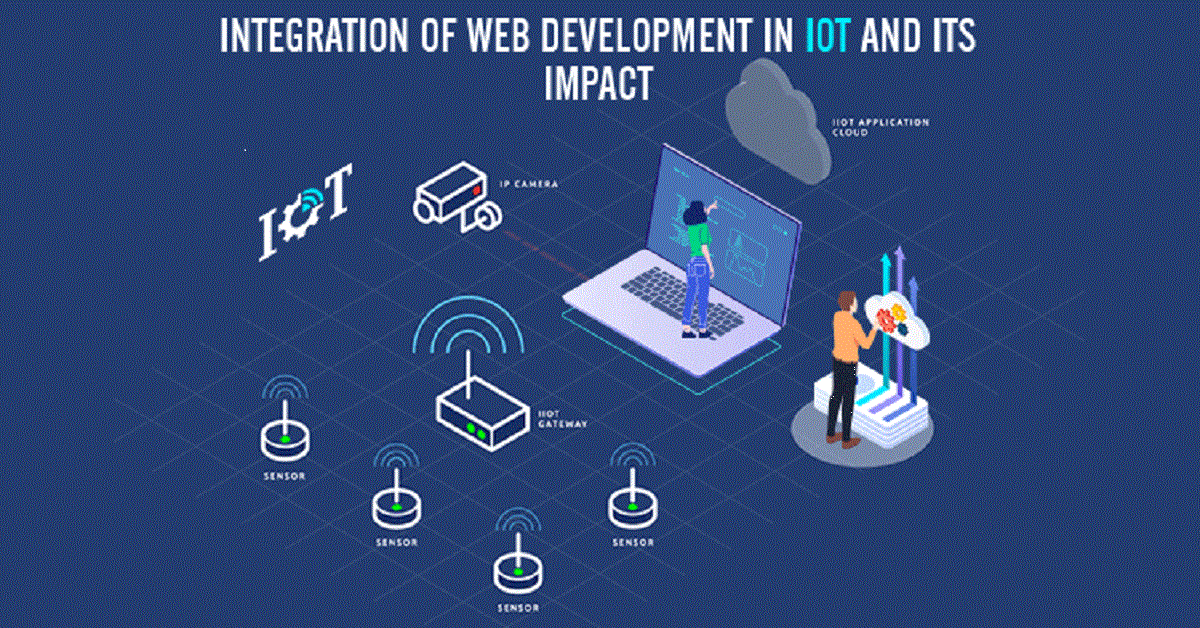 INTEGRATION OF WEB DEVELOPMENT IN IOT AND ITS
IMPACT
IIOT APPLICATION
CLOUD
IOT
IP CAMERA
IIOT
GATEWAY
SENSOR
SENSOR
SENSOR
SENSOR